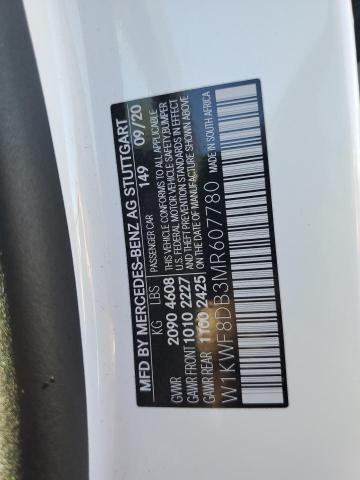 MFD BY MERCEDES-BENZ AG STUTTGART
149 09/20
KG LBS PASSENGER CAR
GVWR 2090 4608 THIS VEHICLE CONFORMS TO ALL APPLICABLE
GAWR FRONT 1010 2227 U.S. FEDERAL MOTOR VEHICLE SAFETY,BUMPER
GAWR REAR 1100 2425 AND THEFT PREVENTION STANDARDS IN EFFECT
ON THE DATE OF MANUFACTURE SHOWN ABOVE
W1KWF8DB3MR607780 MADE IN SOUTH AFRICA